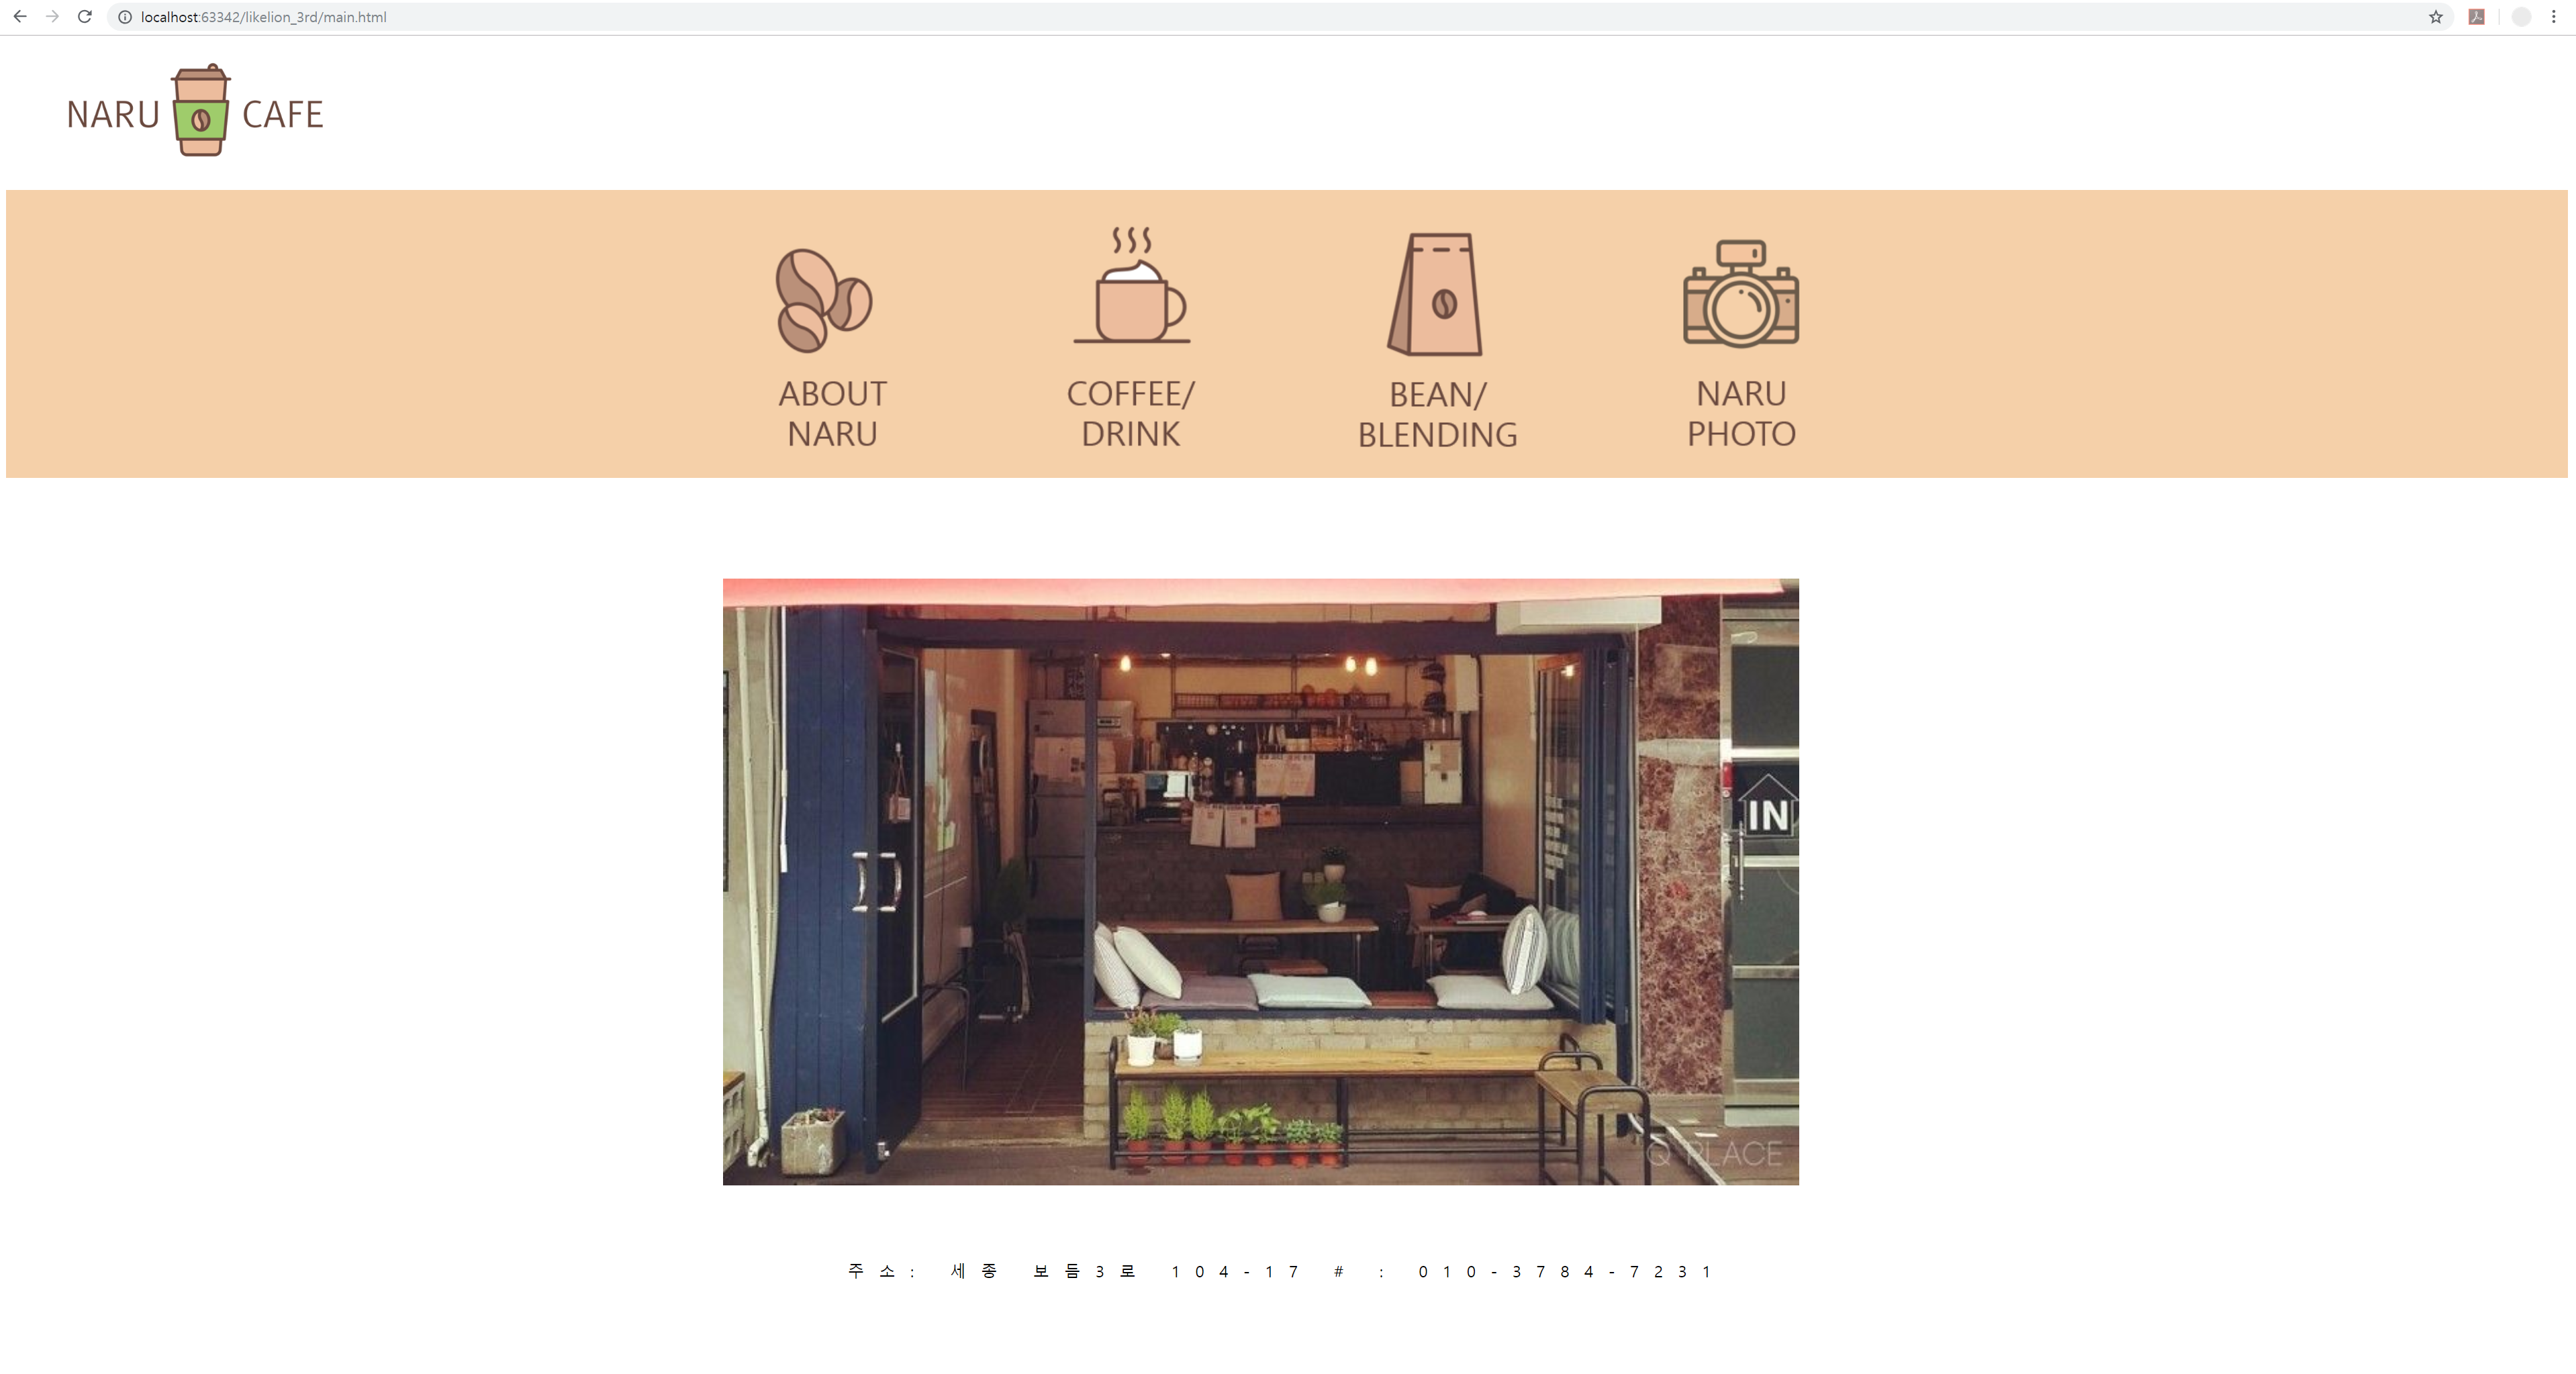 localhost:63342/likelion_3rd/main.html
NARU CAFE
ABOUT
NARU
COFFEE/
DRINK
BEAN/
BLENDING
NARU
PHOTO
IN
Q PLACE
주소: 세종 보듬3로 104-17 # : 010-3784-7231